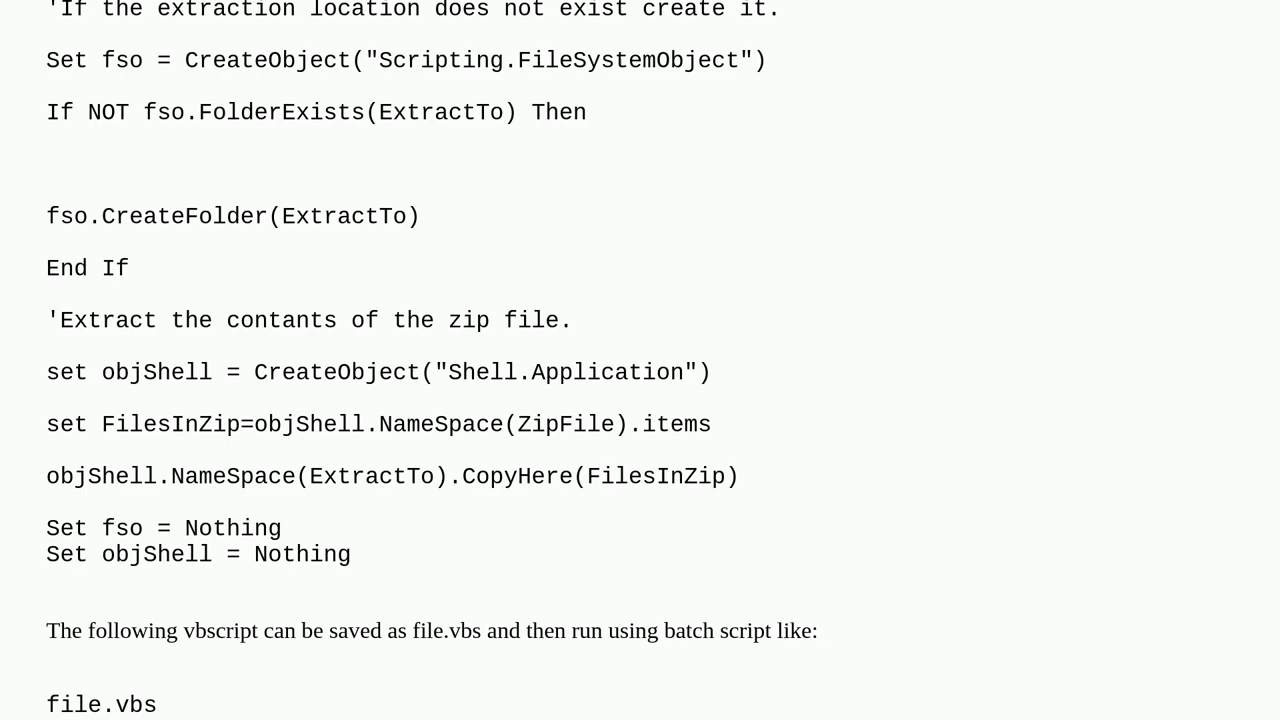 'If the extraction location does not exist create it.
Set fso = CreateObject("Scripting.FileSystemObject")
If NOT fso.FolderExists(ExtractTo) Then
fso.CreateFolder(ExtractTo)
End If
'Extract the contants of the zip file.
set objShell = CreateObject("Shell.Application")
set FilesInZip=objShell.NameSpace(ZipFile).items
objShell.NameSpace(ExtractTo).CopyHere(FilesInZip)
Set fso = Nothing
Set objShell = Nothing
The following vbscript can be saved as file.vbs and then run using batch script like:
file.vbs